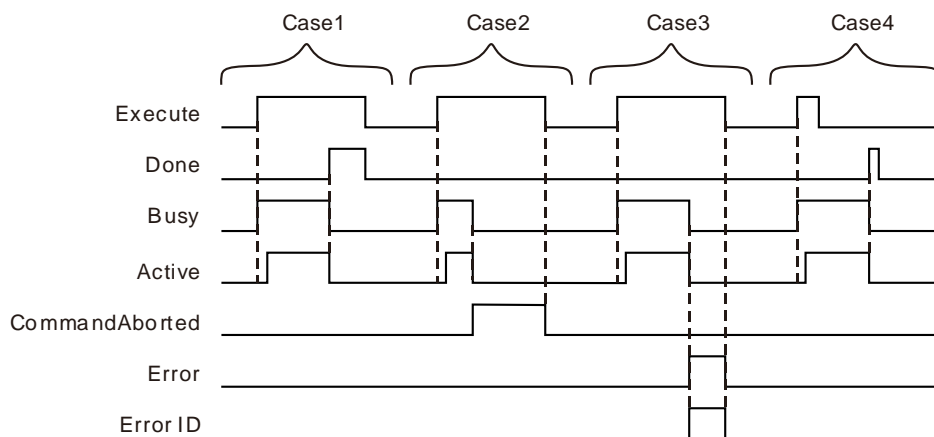 Case1 Case2 Case3 Case4
Execute
Done
Busy
Active
CommandAborted
Error
Error ID